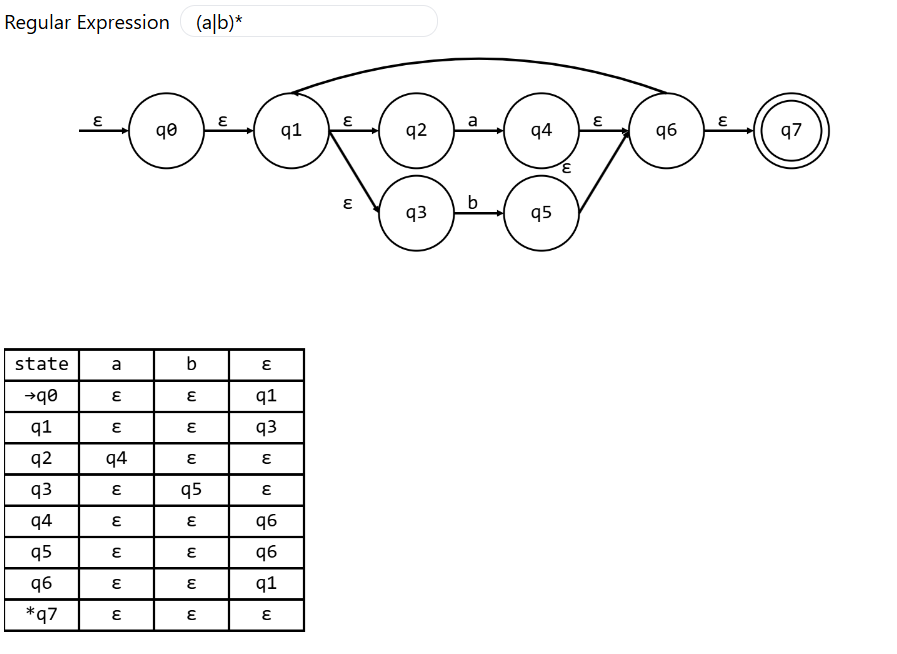 Regular Expression (a|b)*
ε q0 ε q1 ε q2 a q4 ε q6 ε q7
ε
ε q3 b q5
state a b ε
→q0 ε ε q1
q1 ε ε q3
q2 q4 ε ε
q3 ε q5 ε
q4 ε ε q6
q5 ε ε q6
q6 ε ε q1
*q7 ε ε ε